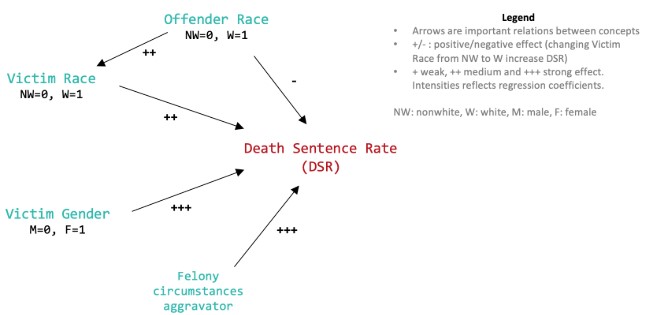 Offender Race
NW=0, W=1
++
-
Victim Race
NW=0, W=1
++
Death Sentence Rate
(DSR)
Victim Gender
M=0, F=1
+++
+++
Felony
circumstances
aggravator
Legend
• Arrows are important relations between concepts
• +/- : positive/negative effect (changing Victim
Race from NW to W increase DSR)
• + weak, ++ medium and +++ strong effect.
Intensities reflects regression coefficients.
NW: nonwhite, W: white, M: male, F: female